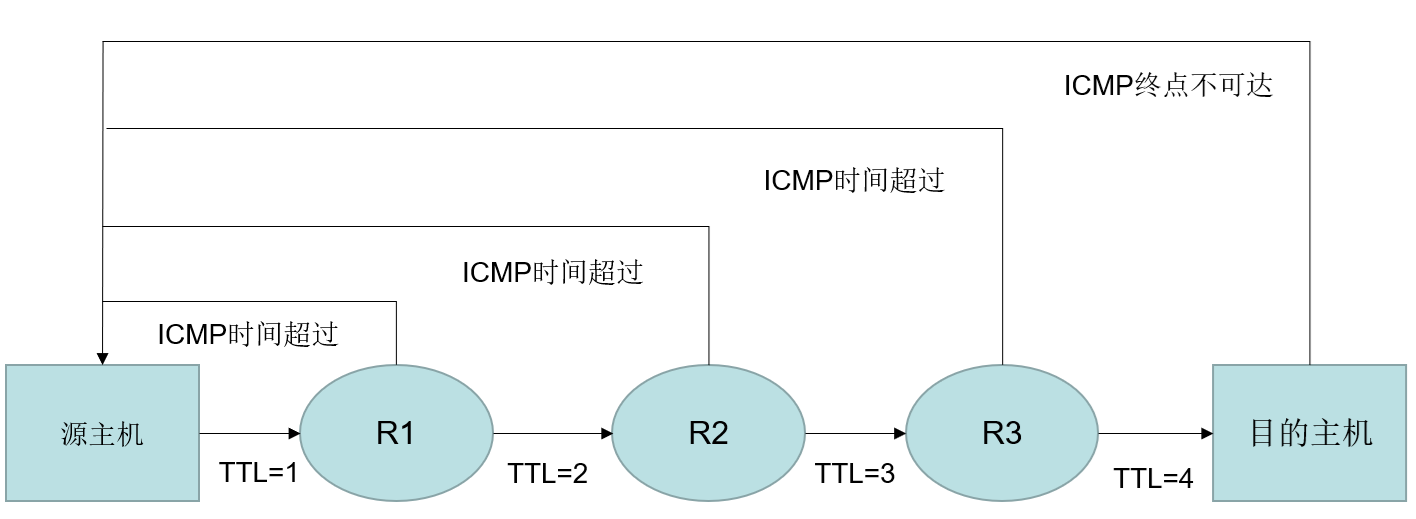 ICMP终点不可达
ICMP时间超过
ICMP时间超过
ICMP时间超过
源主机
R1
R2
R3
目的主机
TTL=1
TTL=2
TTL=3
TTL=4